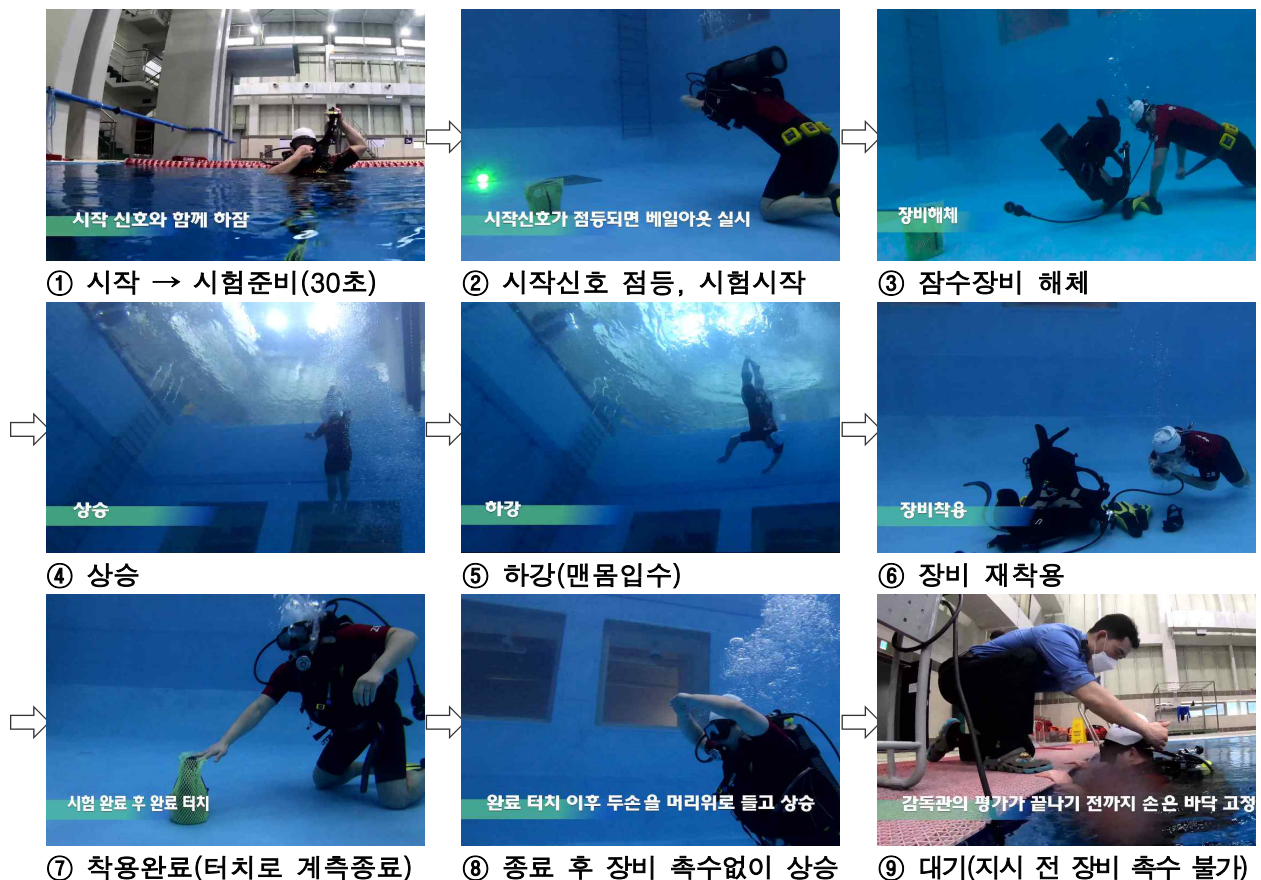 시작 신호와 함께 하잠
시작신호가 점등되면 베일아웃 실시
장비해체
① 시작 → 시험준비(30초)
② 시작신호 점등, 시험시작
③ 잠수장비 해체
상승
하강
장비착용
④ 상승
⑤ 하강(맨몸입수)
⑥ 장비 재착용
시험 완료 후 완료 터치
완료 터치 이후 두손을 머리위로 들고 상승
감독관의 평가가 끝나기 전까지 손은 바닥 고정
⑦ 착용완료(터치로 계측종료)
⑧ 종료 후 장비 촉수없이 상승
⑨ 대기(지시 전 장비 촉수 불가)